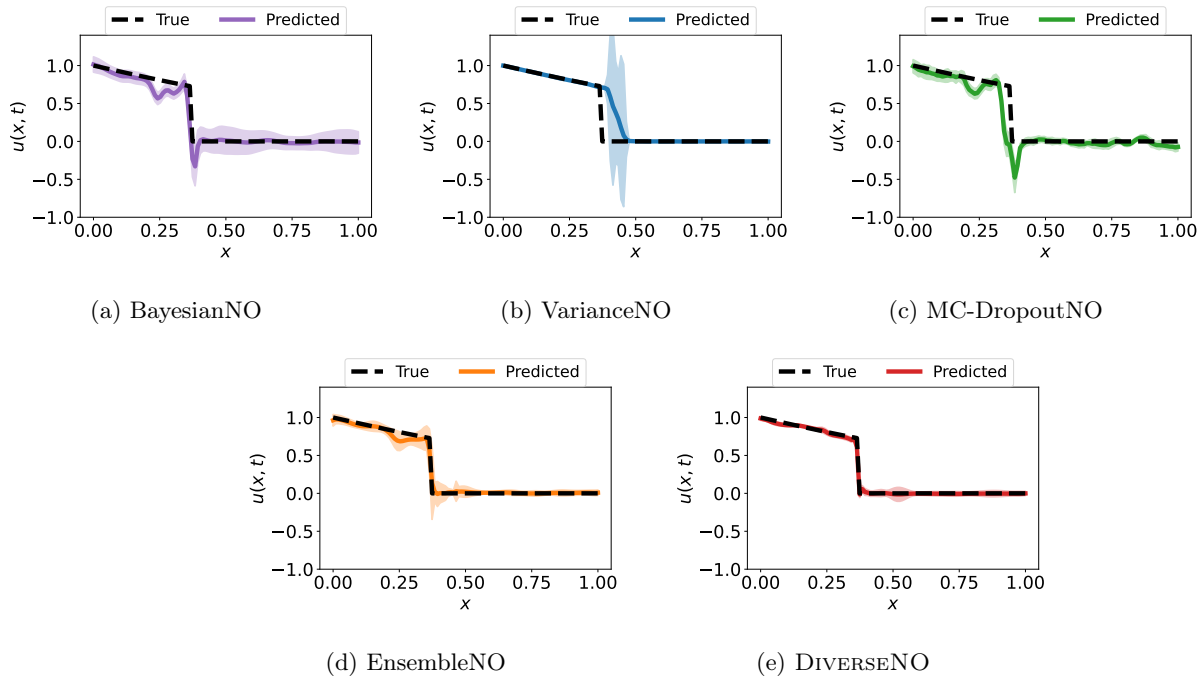 True Predicted
1.0
0.5
0.0
−0.5
−1.0
u(x, t)
0.00 0.25 0.50 0.75 1.00
x
(a) BayesianNO
True Predicted
1.0
0.5
0.0
−0.5
−1.0
u(x, t)
0.00 0.25 0.50 0.75 1.00
x
(b) VarianceNO
True Predicted
1.0
0.5
0.0
−0.5
−1.0
u(x, t)
0.00 0.25 0.50 0.75 1.00
x
(c) MC-DropoutNO
True Predicted
1.0
0.5
0.0
−0.5
−1.0
u(x, t)
0.00 0.25 0.50 0.75 1.00
x
(d) EnsembleNO
True Predicted
1.0
0.5
0.0
−0.5
−1.0
u(x, t)
0.00 0.25 0.50 0.75 1.00
x
(e) DIVERSENO